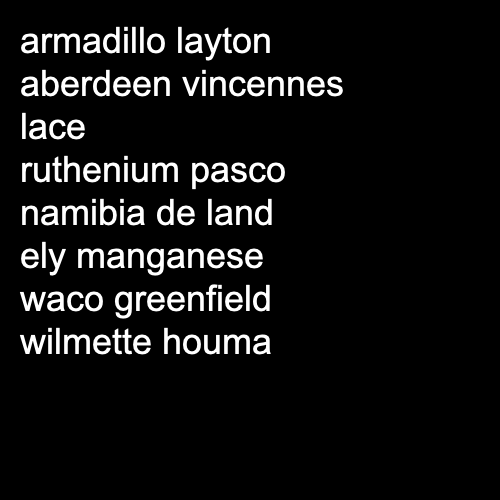 armadillo layton
aberdeen vincennes
lace
ruthenium pasco
namibia de land
ely manganese
waco greenfield
wilmette houma